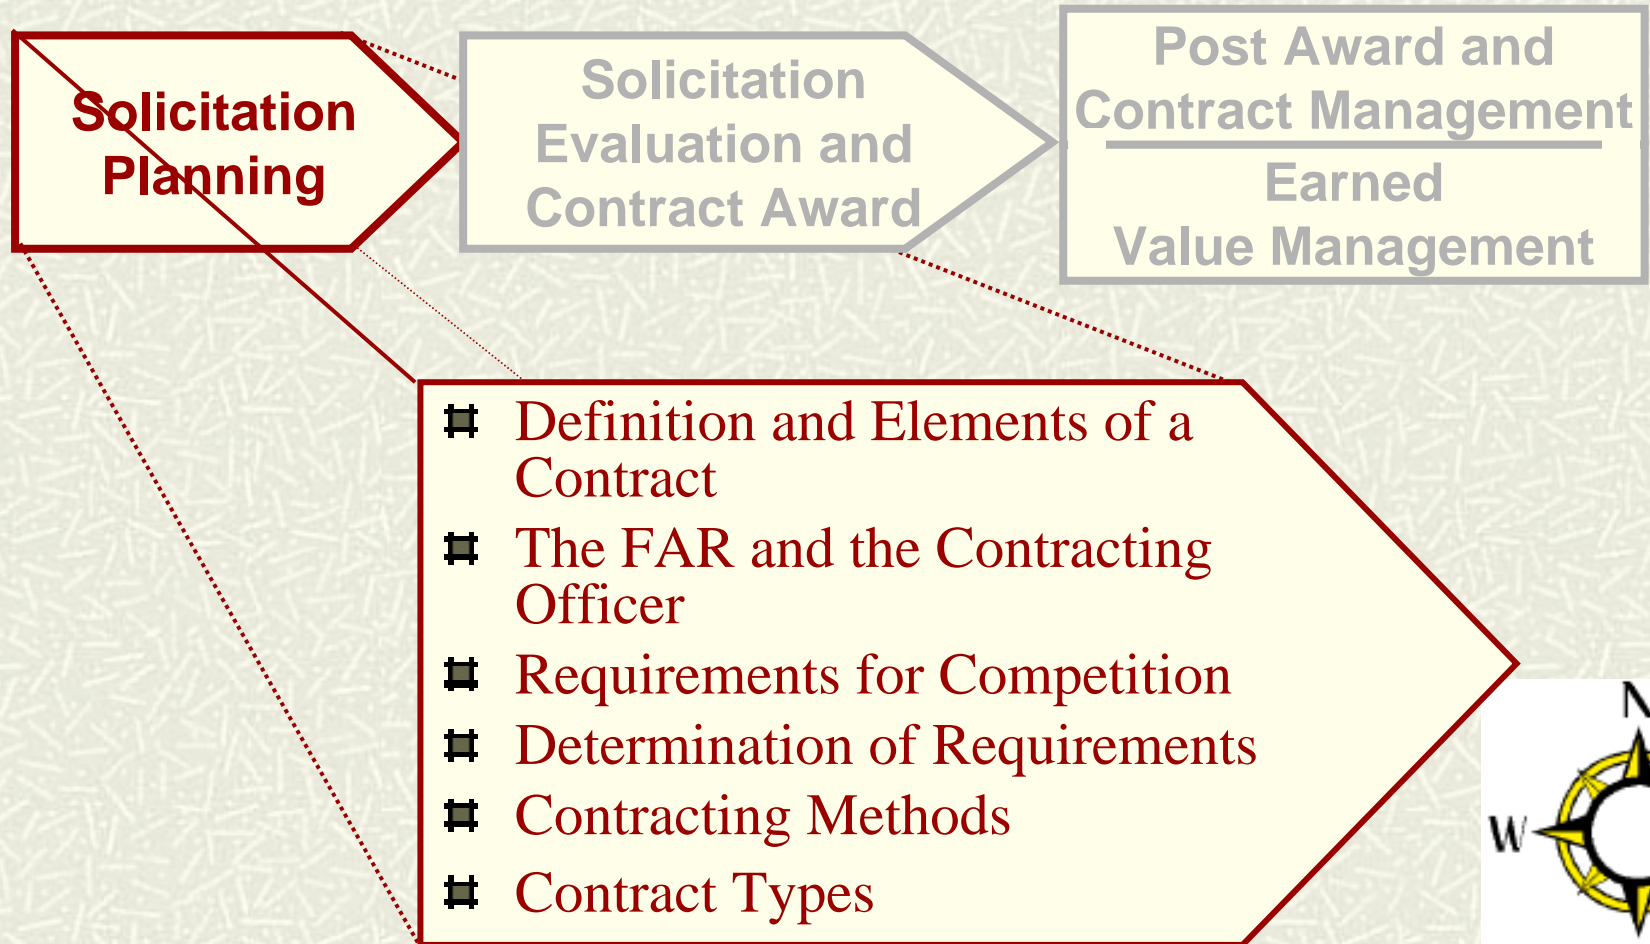 Solicitation
Planning
Solicitation
Evaluation and
Contract Award
Post Award and
Contract Management
Earned
Value Management
Definition and Elements of a
Contract
The FAR and the Contracting
Officer
Requirements for Competition
Determination of Requirements
Contracting Methods
Contract Types
N
W